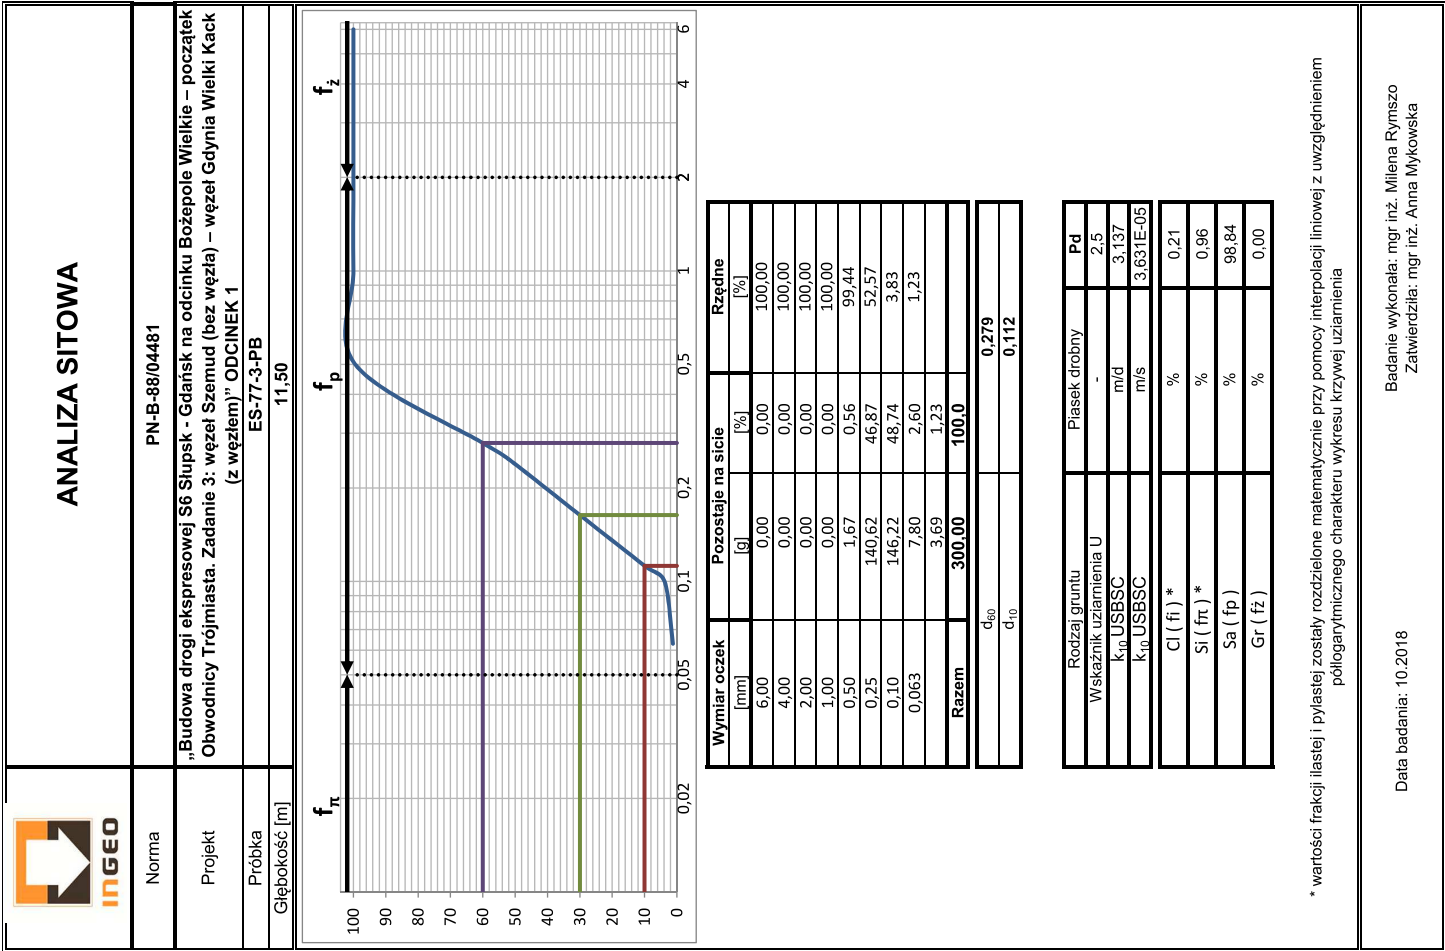 INGEO
ANALIZA SITOWA
Norma
PN-B-88/04481
Projekt
„Budowa drogi ekspresowej S6 Słupsk - Gdańsk na odcinku Bożepole Wielkie – początek
Obwodnicy Trójmiasta. Zadanie 3: węzeł Szemud (bez węzła) – węzeł Gdynia Wielki Kack
(z węzłem)” ODCINEK 1
Próbka
ES-77-3-PB
Głębokość [m]
11,50
fπ
fp
fż
100
90
80
70
60
50
40
30
20
10
0
0,02
0,05
0,1
0,2
0,5
1
2
4
6
Wymiar oczek Pozostaje na sicie Rzędne
[mm] [g] [%] [%]
6,00 0,00 0,00 100,00
4,00 0,00 0,00 100,00
2,00 0,00 0,00 100,00
1,00 0,00 0,00 100,00
0,50 1,67 0,56 99,44
0,25 140,62 46,87 52,57
0,10 146,22 48,74 3,83
0,063 7,80 2,60 1,23
3,69 1,23
Razem 300,00 100,0
d60 0,279
d10 0,112
Rodzaj gruntu Piasek drobny Pd
Wskaźnik uziarnienia U - 2,5
k10 USBSC m/d 3,137
k10 USBSC m/s 3,631E-05
Cl ( fi ) * % 0,21
Si ( fπ ) * % 0,96
Sa ( fp ) % 98,84
Gr ( fż ) % 0,00
* wartości frakcji ilastej i pylastej zostały rozdzielone matematycznie przy pomocy interpolacji liniowej z uwzględnieniem
półlogarytmicznego charakteru wykresu krzywej uziarnienia
Data badania: 10.2018
Badanie wykonała: mgr inż. Milena Rymszo
Zatwierdziła: mgr inż. Anna Mykowska